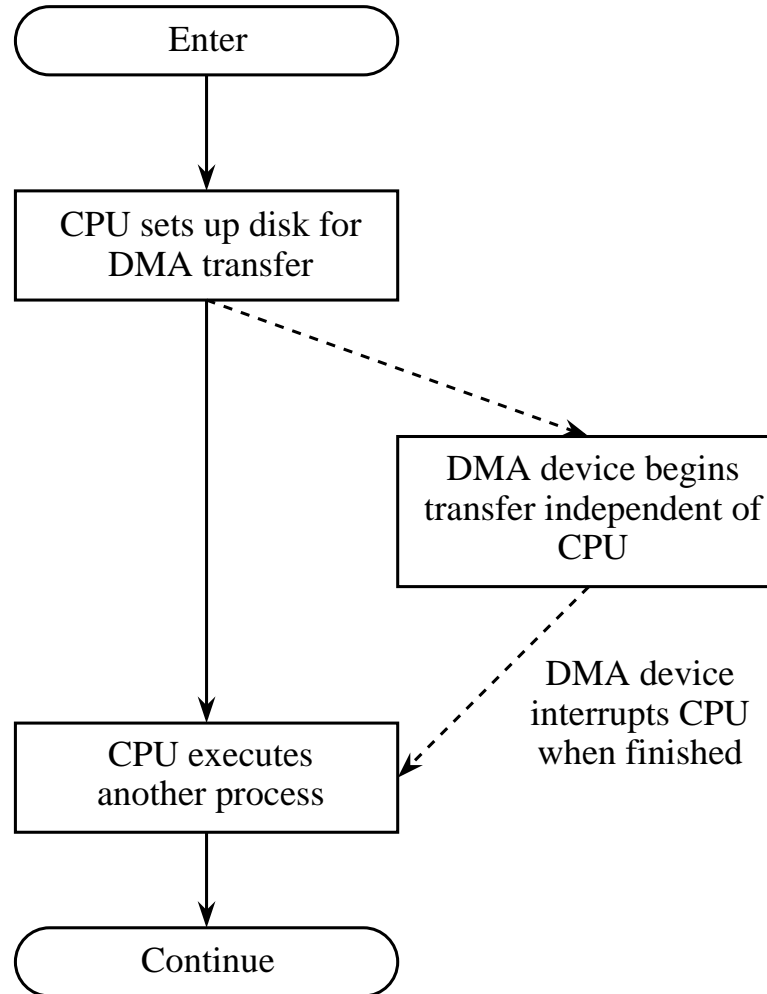 Enter
CPU sets up disk for
DMA transfer
DMA device begins
transfer independent of
CPU
DMA device
interrupts CPU
when finished
CPU executes
another process
Continue